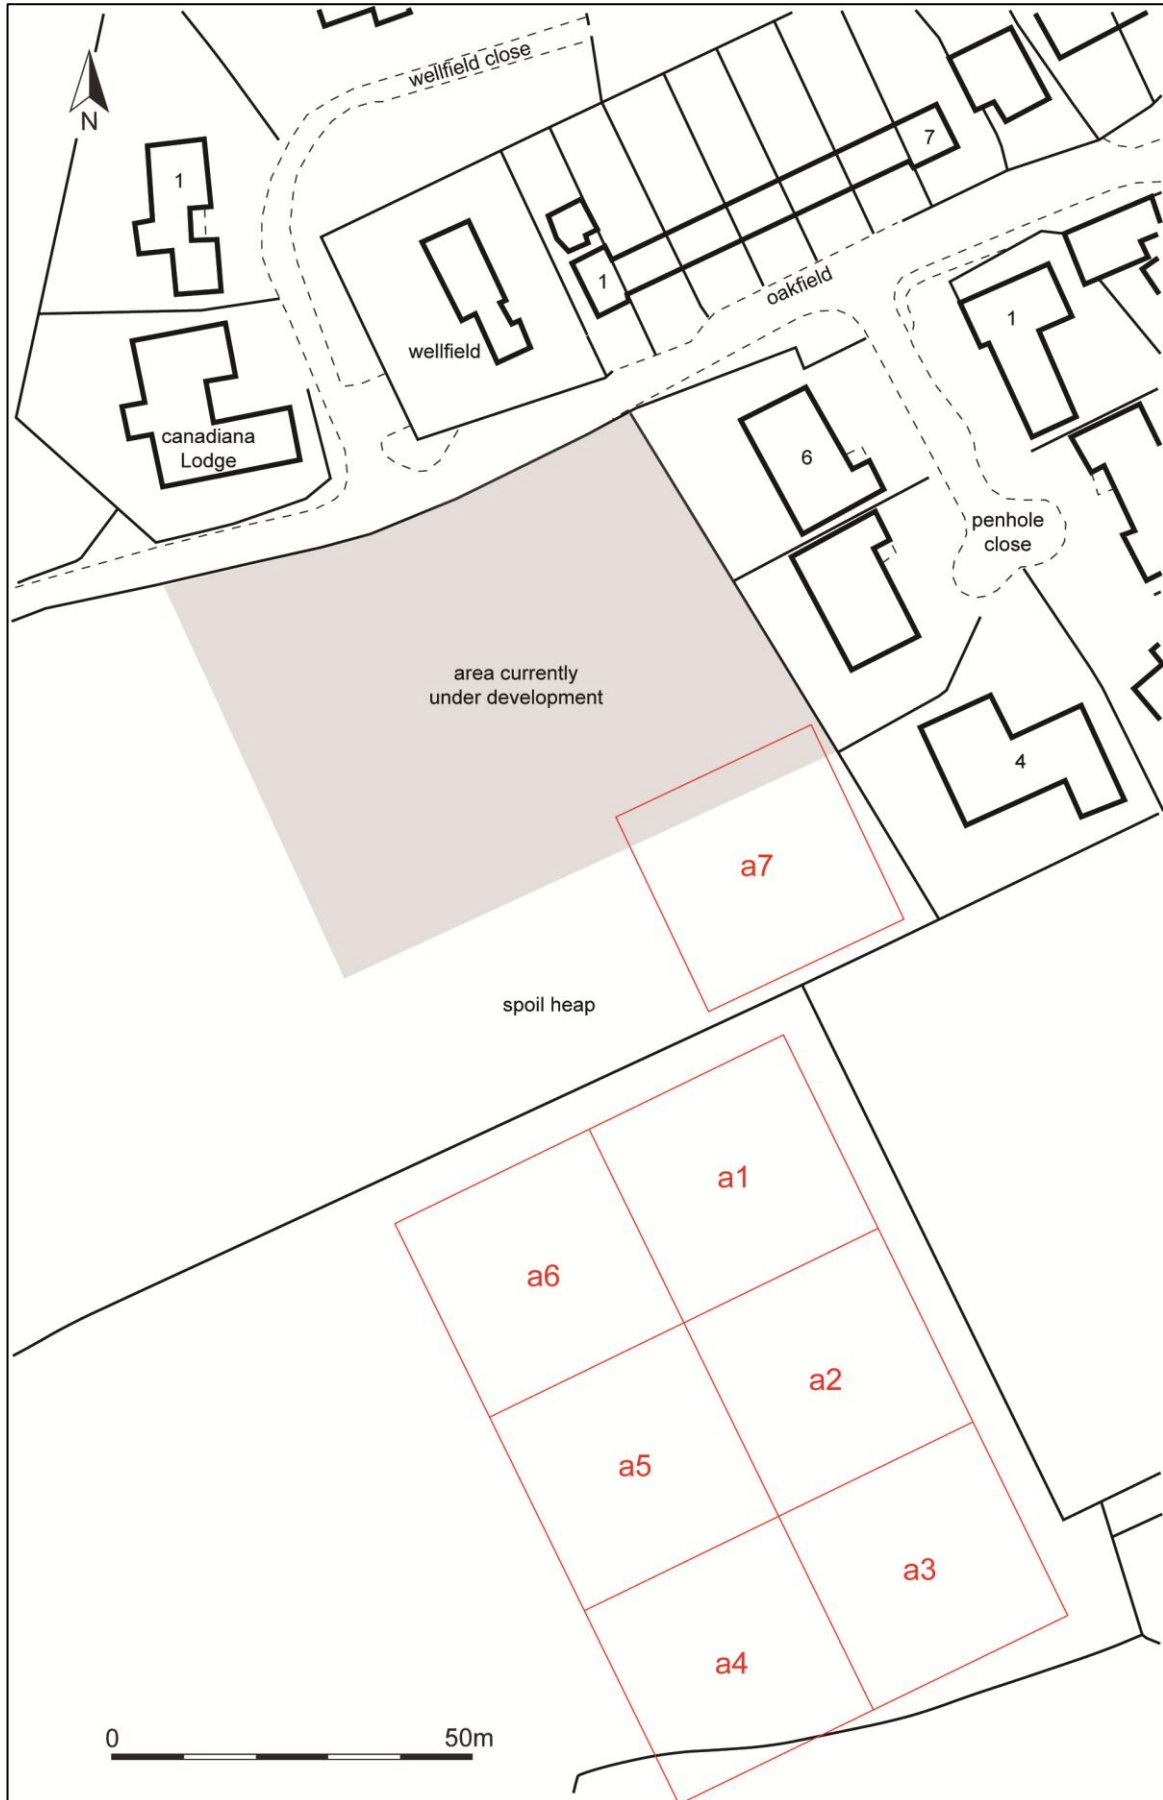 wellfield close
N
1
7
1
oakfield
1
wellfield
canadiana
Lodge
6
penhole
close
area currently
under development
4
a7
spoil heap
a1
a6
a2
a5
a3
a4
0 50m